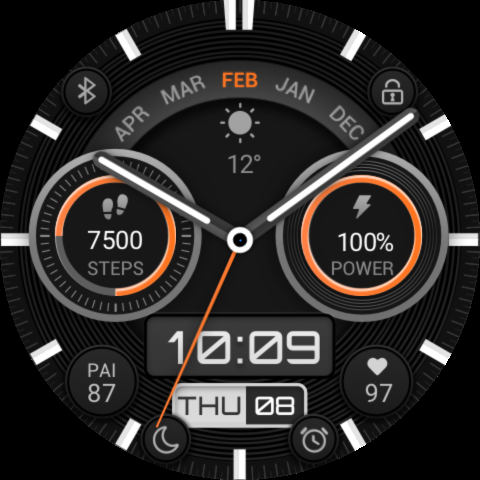 APR MAR FEB JAN DEC
12°
7500
STEPS
100%
POWER
10:09
PAI
87
97
THU 08